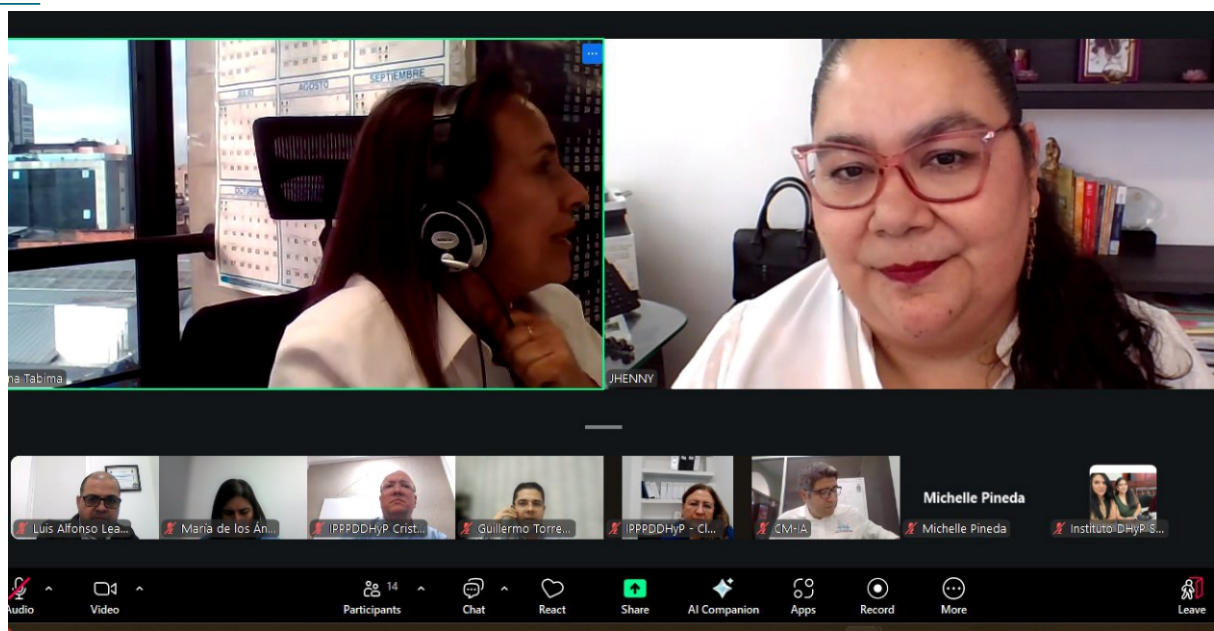 JULIO
AGOSTO
SEPTIEMBRE
OCTUBRE
na Tabima
JHENNY
Luis Alfonso Lea...
María de los Án...
IPPPDDHyP Crist...
Guillermo Torre...
IPPPDDHyP - Cl...
CM-IA
Michelle Pineda
Michelle Pineda
Instituto DHyP S...
Audio
Video
14
Participants
Chat
React
Share
AI Companion
Apps
Record
More
Leave